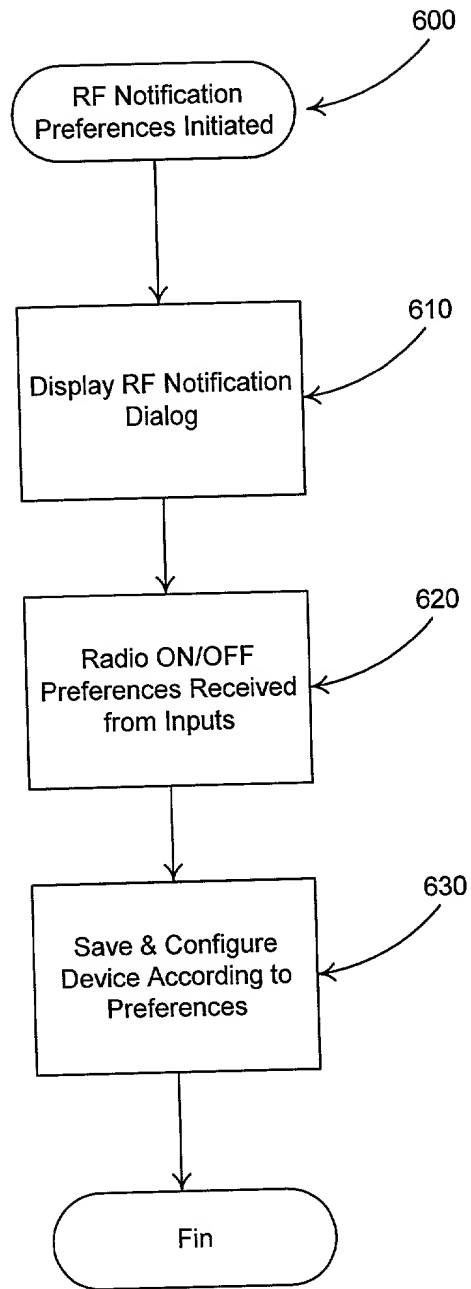 600
RF Notification
Preferences Initiated
610
Display RF Notification
Dialog
620
Radio ON/OFF
Preferences Received
from Inputs
630
Save & Configure
Device According to
Preferences
Fin